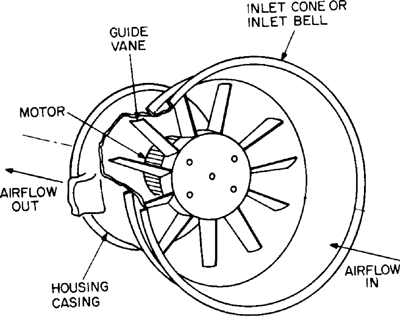 INLET CONE OR
INLET BELL
GUIDE
VANE
MOTOR
AIRFLOW
OUT
HOUSING
CASING
AIRFLOW
IN